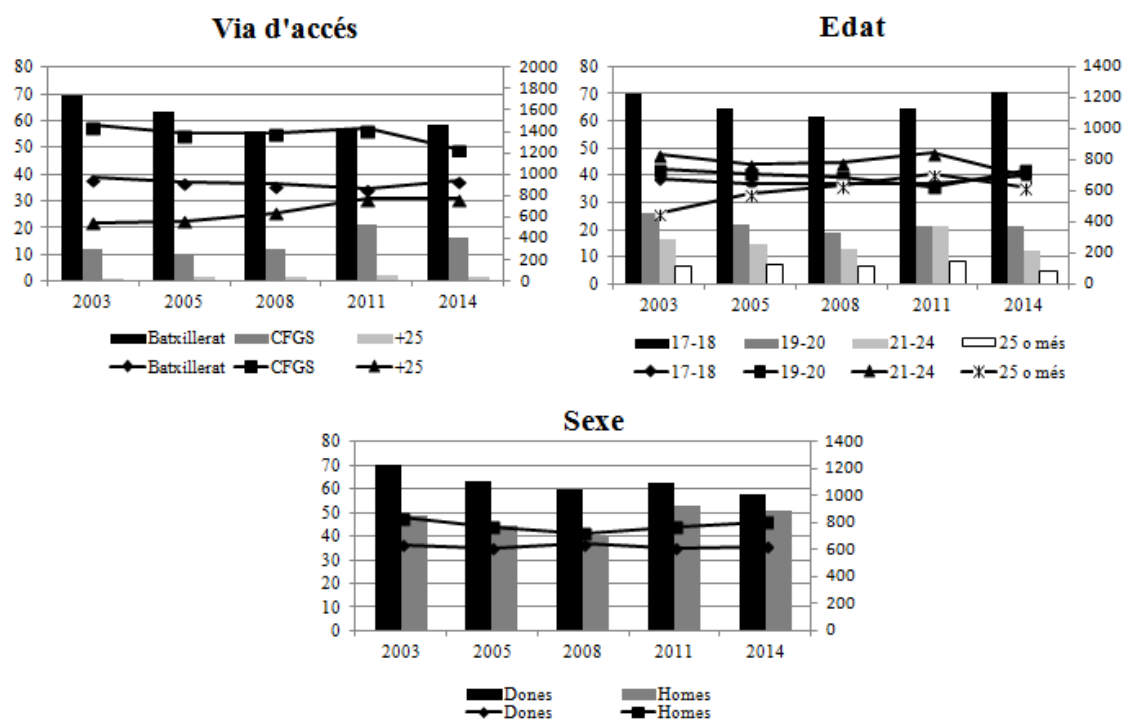 Via d'accés
80 2000
70 1800
60 1600
50 1400
40 1200
30 1000
20 800
10 600
0 400
200
0
2003 2005 2008 2011 2014
Batxillerat CFGS +25
Batxillerat CFGS +25
Edat
80 1400
70 1200
60 1000
50 800
40 600
30 400
20 200
10 0
0
2003 2005 2008 2011 2014
17-18 19-20 21-24 25 o més
17-18 19-20 21-24 25 o més
Sexe
80 1400
70 1200
60 1000
50 800
40 600
30 400
20 200
10 0
0
2003 2005 2008 2011 2014
Dones Homes
Dones Homes